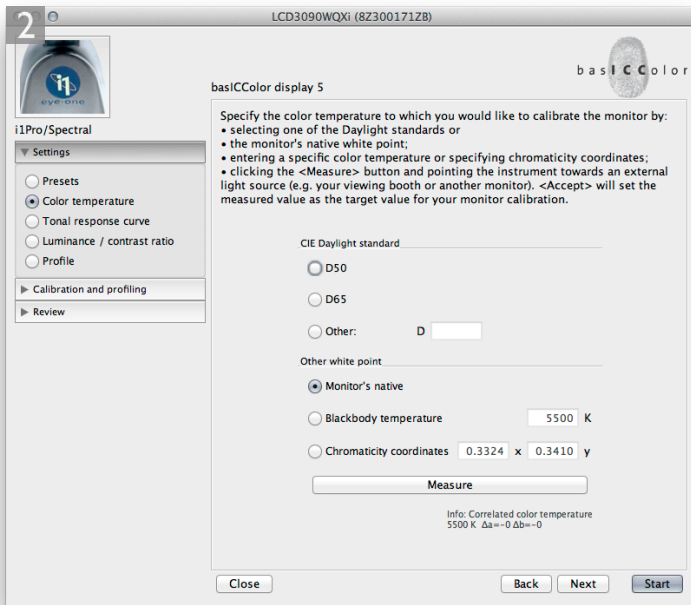 2
LCD3090WQXi (8Z300171ZB)
i1
eye-one
basICColor
basICColor display 5
i1Pro/Spectral
Settings
Presets
Color temperature
Tonal response curve
Luminance / contrast ratio
Profile
Calibration and profiling
Review
Specify the color temperature to which you would like to calibrate the monitor by:
• selecting one of the Daylight standards or
• the monitor's native white point;
• entering a specific color temperature or specifying chromaticity coordinates;
• clicking the <Measure> button and pointing the instrument towards an external
light source (e.g. your viewing booth or another monitor). <Accept> will set the
measured value as the target value for your monitor calibration.
CIE Daylight standard
D50
D65
Other: D
Other white point
Monitor's native
Blackbody temperature 5500 K
Chromaticity coordinates 0.3324 x 0.3410 y
Measure
Info: Correlated color temperature
5500 K Δa=-0 Δb=-0
Close Back Next Start